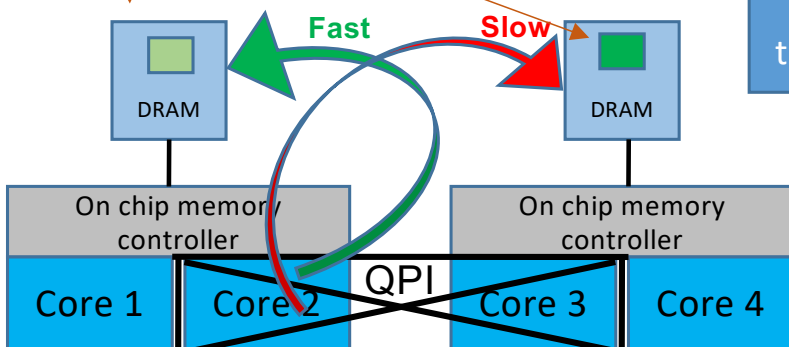 Fast
Slow
t
DRAM
DRAM
On chip memory
controller
On chip memory
controller
QPI
Core 1
Core 2
Core 3
Core 4